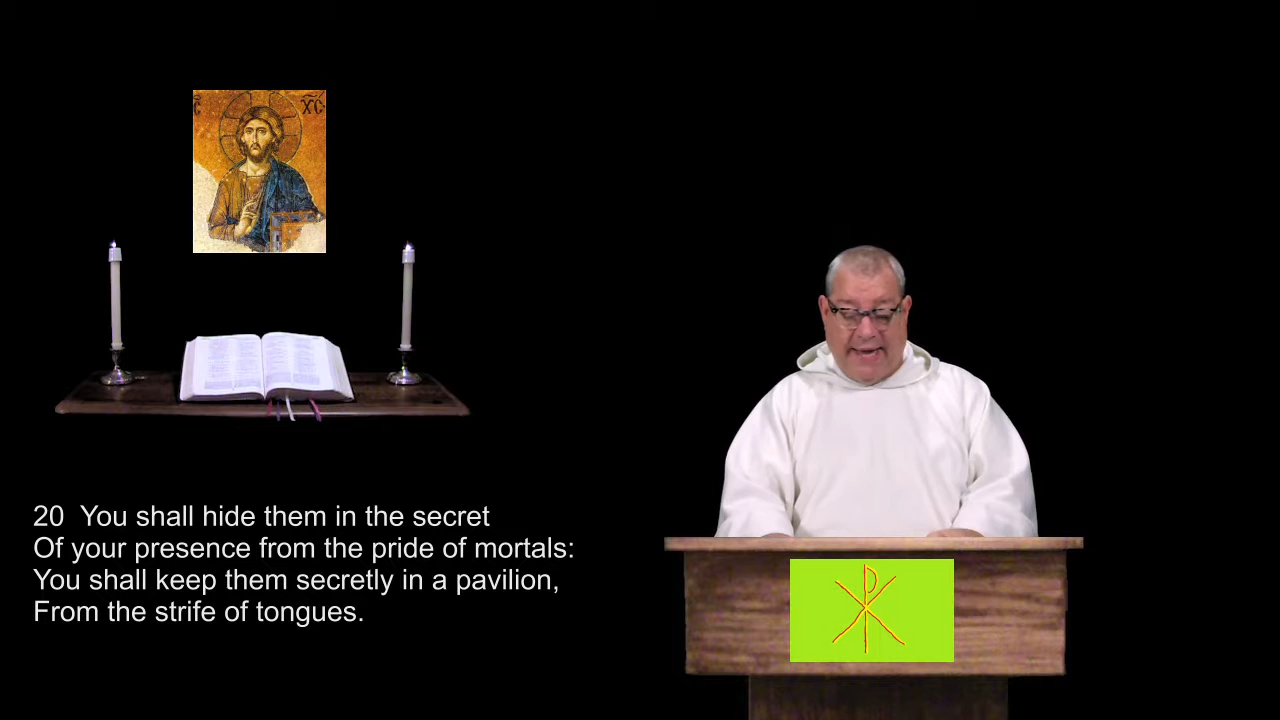 XC
20  You shall hide them in the secret
Of your presence from the pride of mortals:
You shall keep them secretly in a pavilion,
From the strife of tongues.